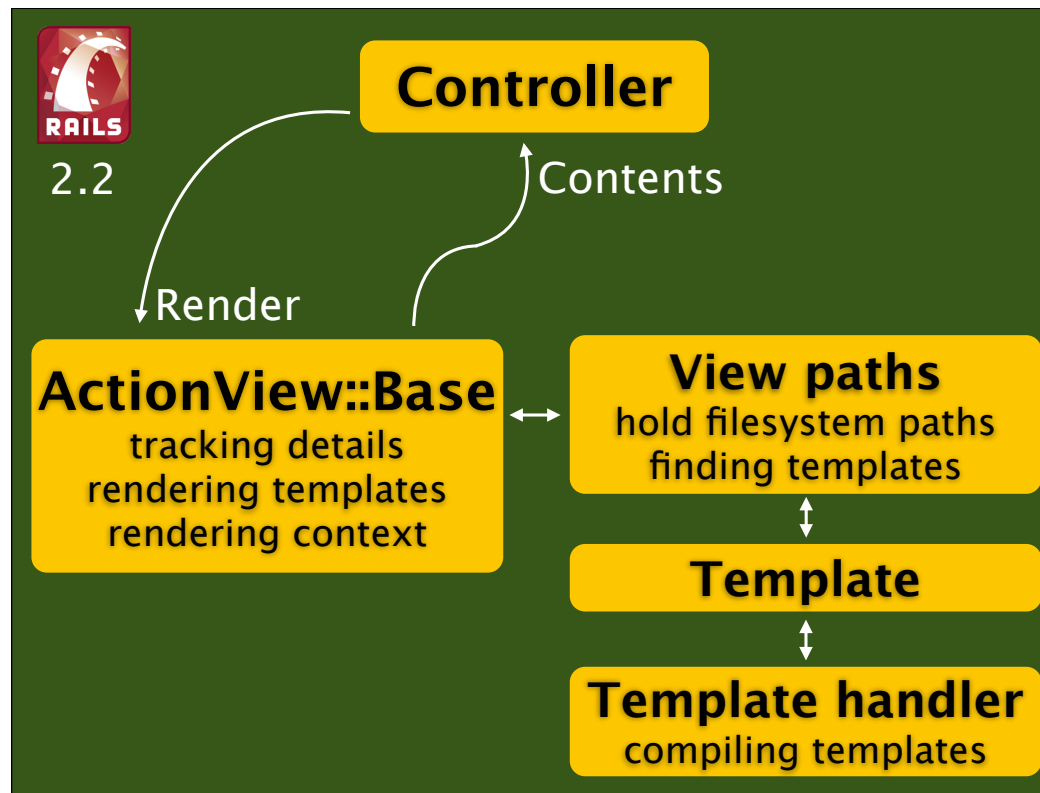 RAILS
2.2
Controller
Contents
Render
ActionView::Base
tracking details
rendering templates
rendering context
View paths
hold filesystem paths
finding templates
Template
Template handler
compiling templates